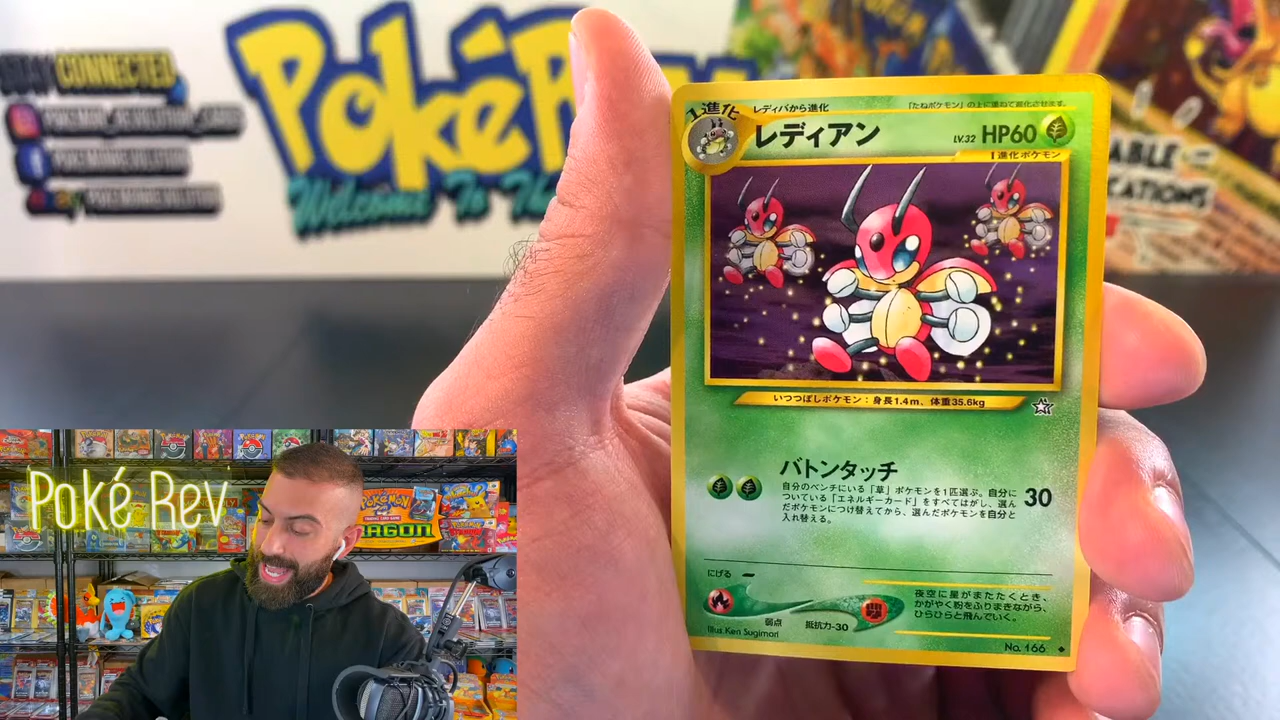 STAY CONNECTED
PokéRev
Welcome To Th
ABLE
CATIONS
1進化
レディバから進化
「たねポケモン」の上に重ねて進化させます。
レディアン
LV.32 HP60
1進化ポケモン
いつつぼしポケモン：身長1.4m、体重35.6kg
バトンタッチ
自分のベンチにいる「草」ポケモンを1匹選ぶ。自分に
ついている「エネルギーカード」をすべてはがし、選ん
だポケモンにつけ替えてから、選んだポケモンを自分と
入れ替える。
30
にげる
弱点
抵抗力-30
夜空に星がまたたくとき、
かがやく粉をふりまきながら、
ひらひらと飛んでいく。
Illus. Ken Sugimori
No. 166
Poké Rev
POKEMON
DRAGON